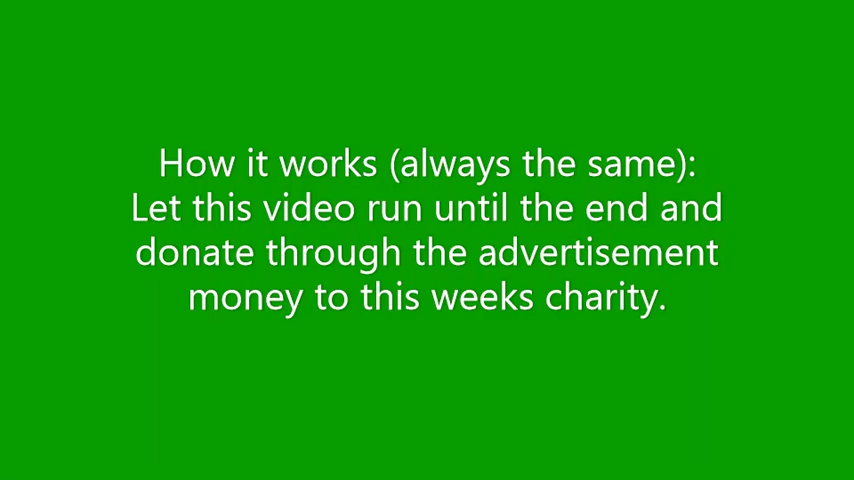 How it works (always the same):
Let this video run until the end and
donate through the advertisement
money to this weeks charity.